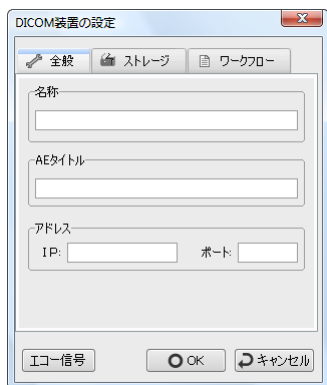 DICOM装置の設定
全般 ストレージ ワークフロー
名称
AEタイトル
アドレス
IP: ポート:
エコー信号 OK キャンセル